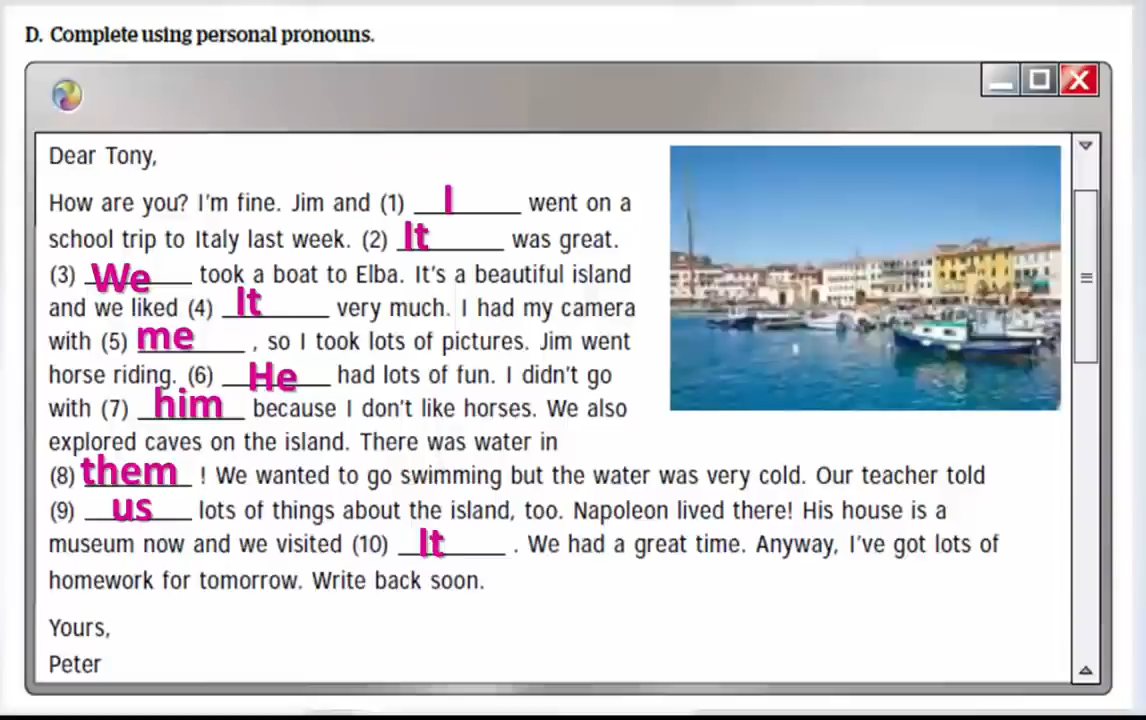 D. Complete using personal pronouns.
Dear Tony,
How are you? I'm fine. Jim and (1) I went on a
school trip to Italy last week. (2) It was great.
(3) We took a boat to Elba. It's a beautiful island
and we liked (4) It very much. I had my camera
with (5) me , so I took lots of pictures. Jim went
horse riding. (6) He had lots of fun. I didn't go
with (7) him because I don't like horses. We also
explored caves on the island. There was water in
(8) them ! We wanted to go swimming but the water was very cold. Our teacher told
(9) us lots of things about the island, too. Napoleon lived there! His house is a
museum now and we visited (10) It . We had a great time. Anyway, I've got lots of
homework for tomorrow. Write back soon.
Yours,
Peter